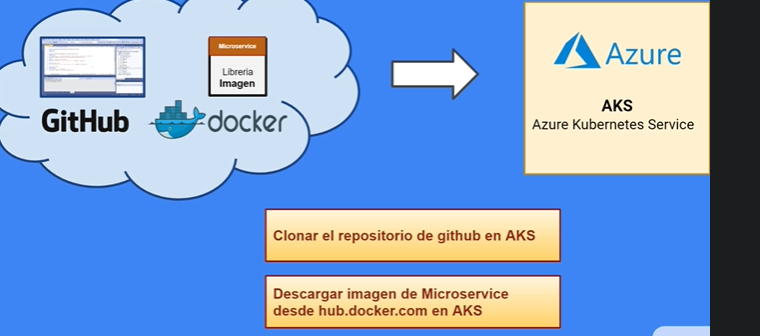 Microservice
Libreria
Imagen
GitHub
docker
Azure
AKS
Azure Kubernetes Service
Clonar el repositorio de github en AKS
Descargar imagen de Microservice
desde hub.docker.com en AKS